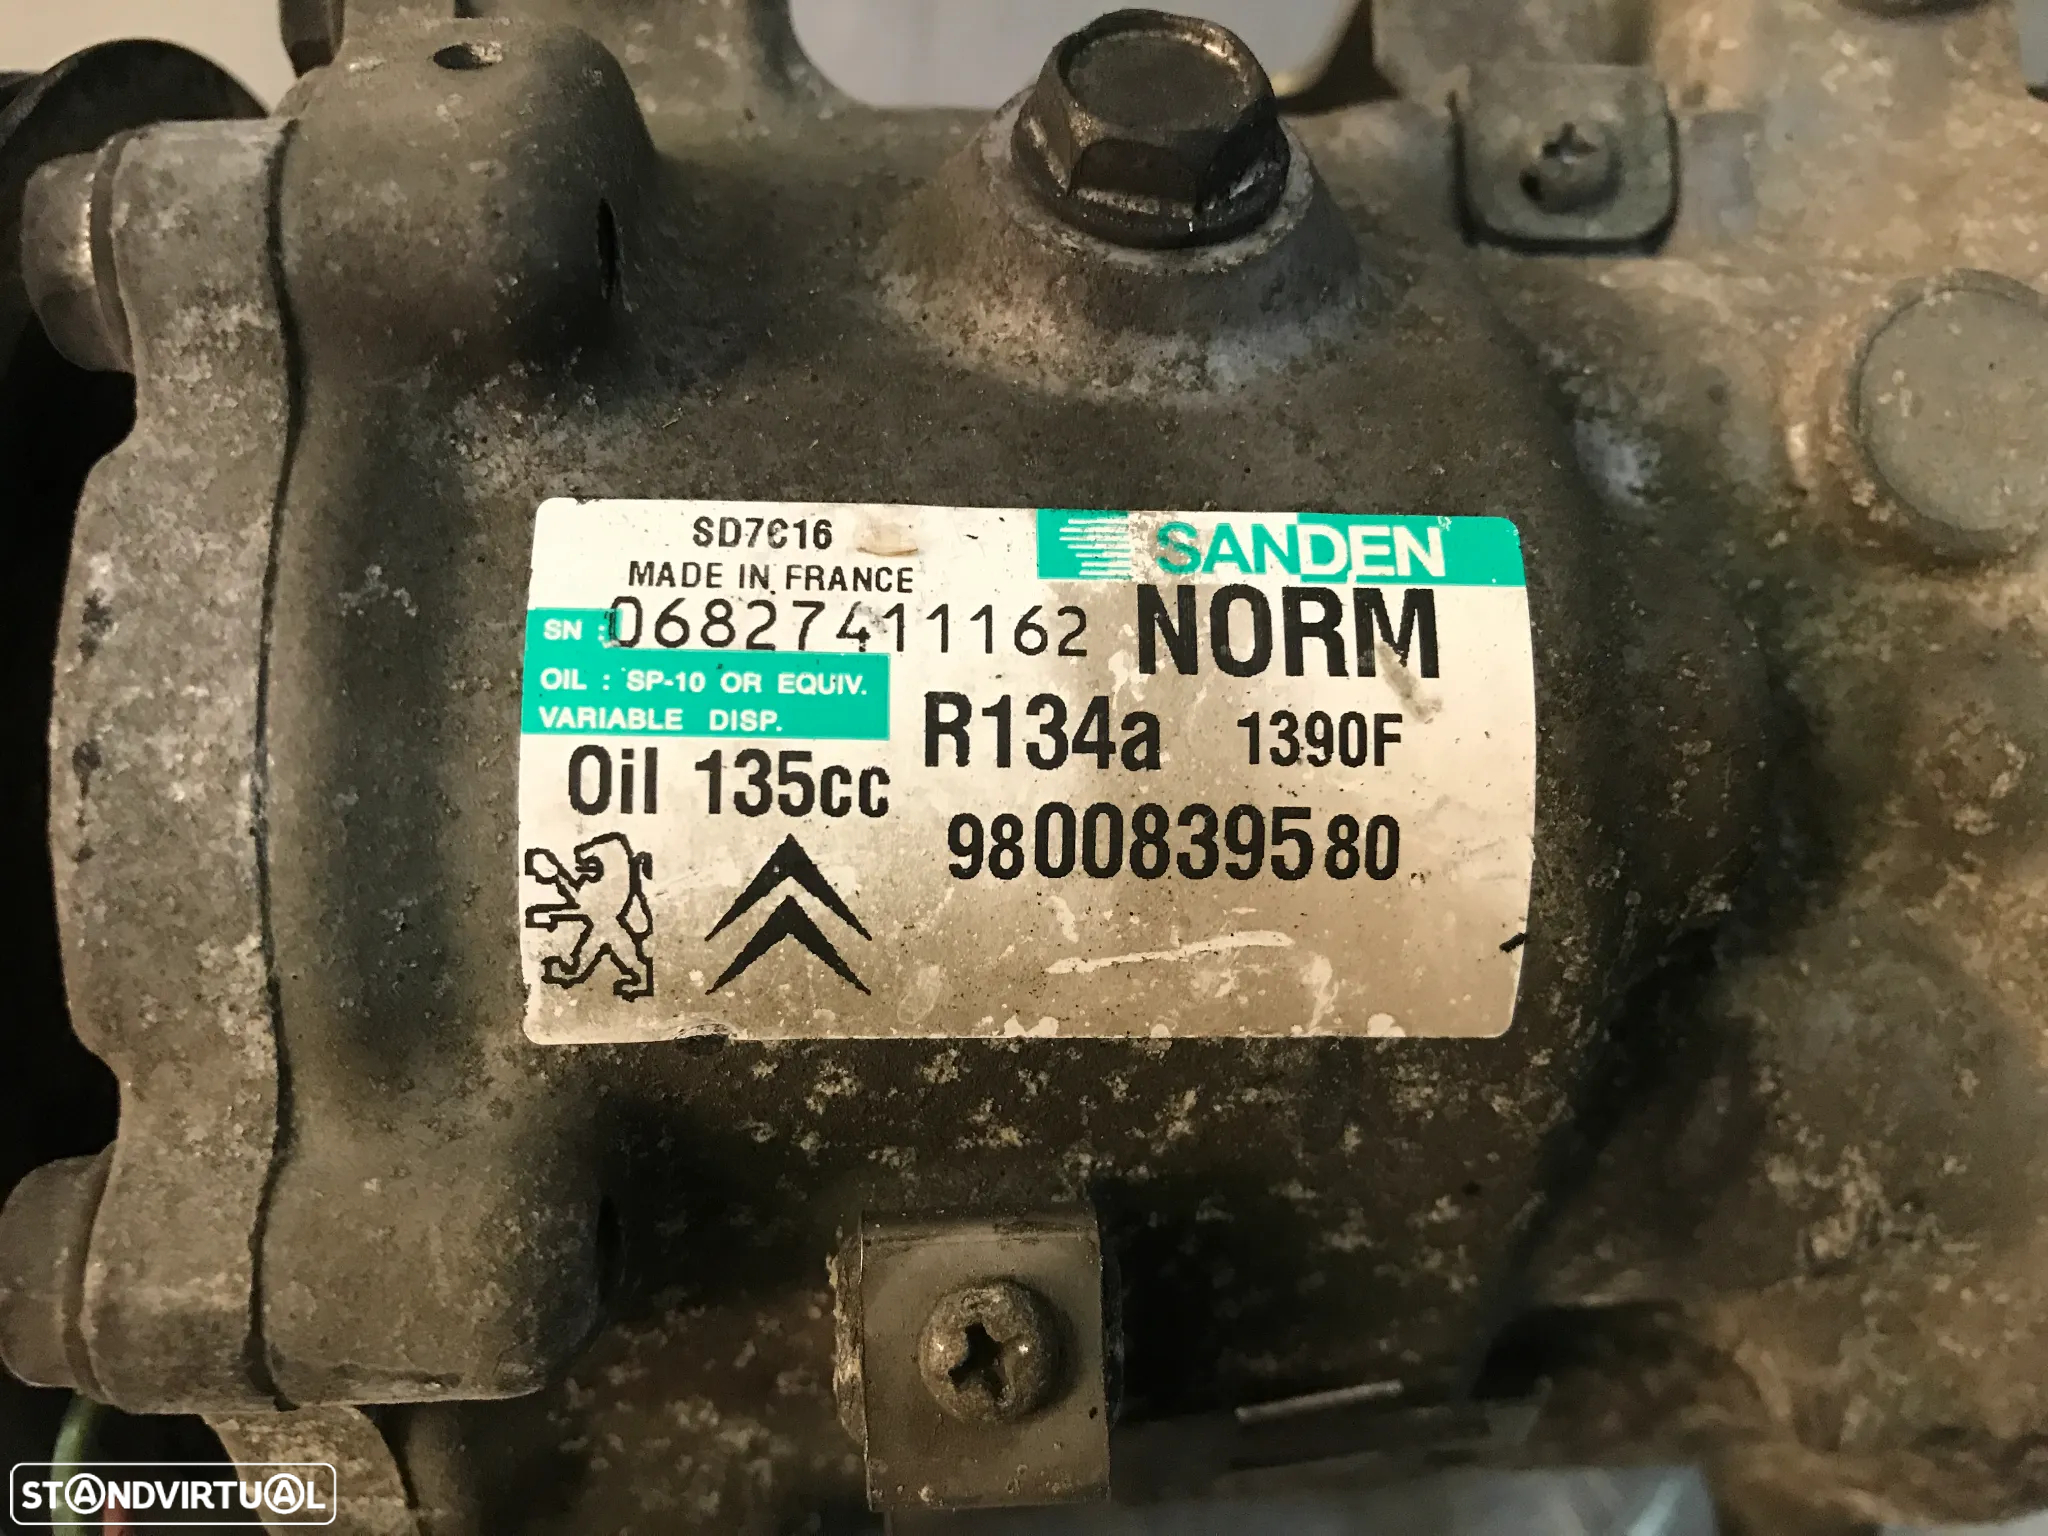 SD7C16
SANDEN
MADE IN FRANCE
SN : 06827411162
NORM
OIL : SP-10 OR EQUIV.
VARIABLE DISP.
R134a 1390F
Oil 135cc
9800839580
STANDVIRTUAL